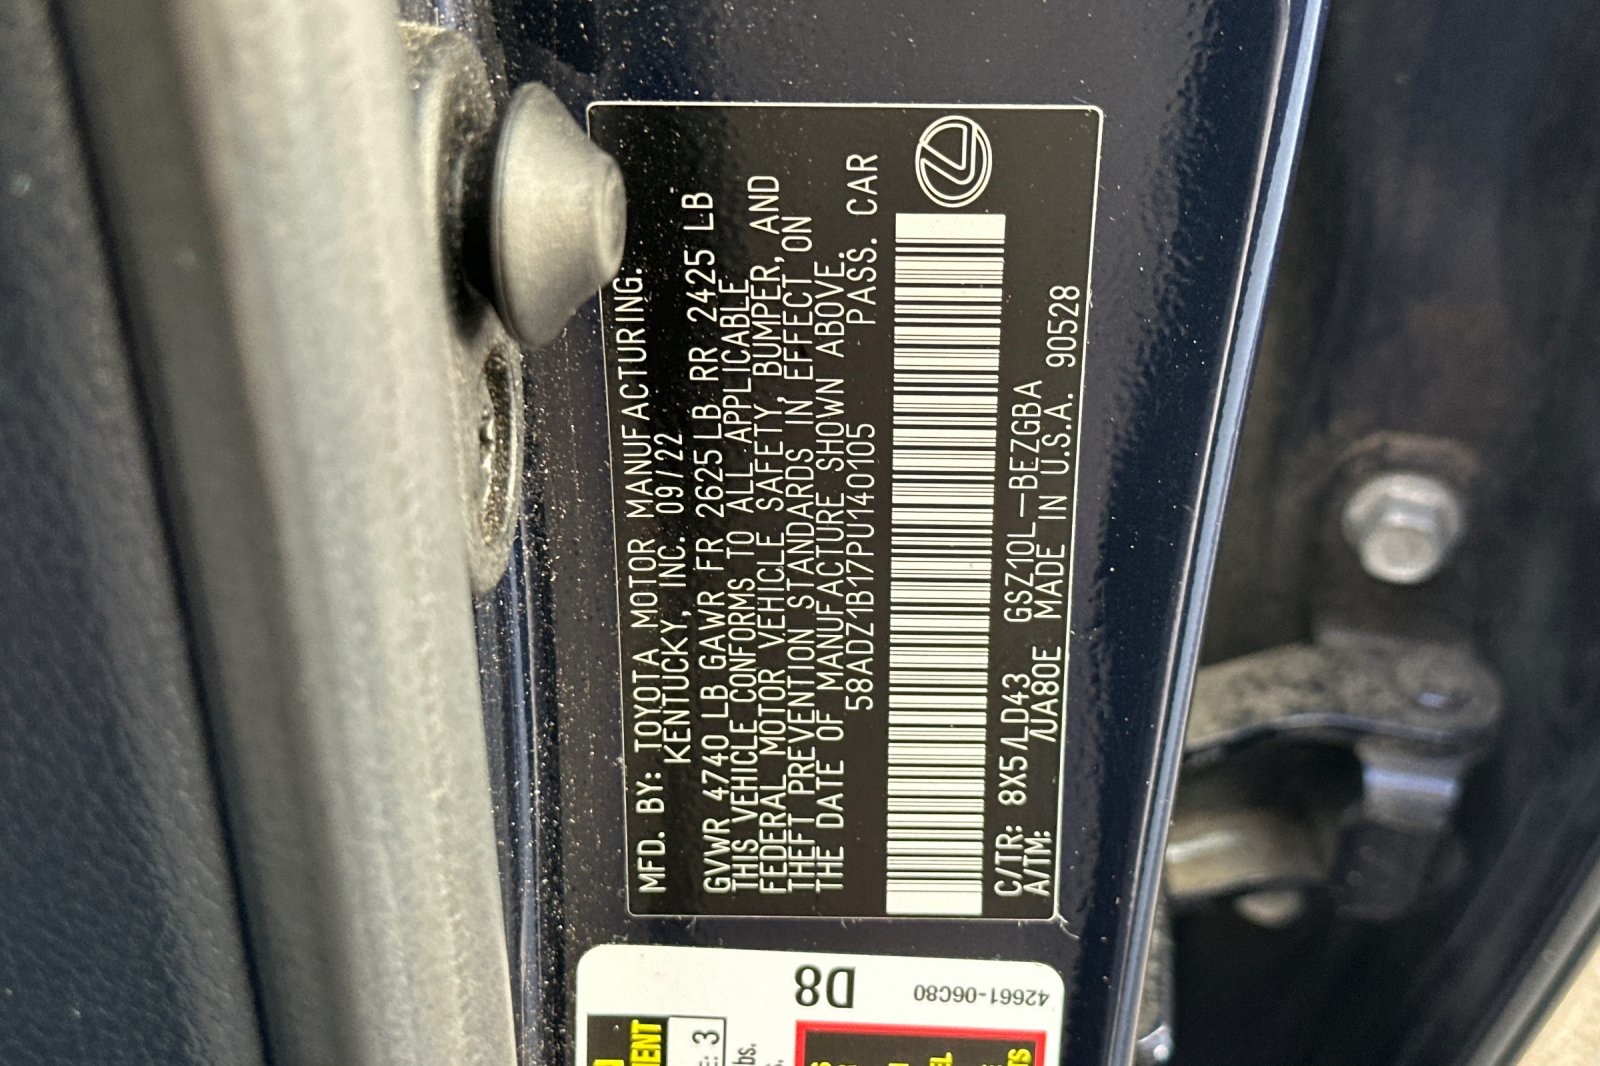 MFD. BY: TOYOTA MOTOR MANUFACTURING.
KENTUCKY, INC. 09/22
GVWR 4740 LB GAWR FR 2625 LB RR 2425 LB
THIS VEHICLE CONFORMS TO ALL APPLICABLE
FEDERAL MOTOR VEHICLE SAFETY, BUMPER, AND
THEFT PREVENTION STANDARDS IN EFFECT ON
THE DATE OF MANUFACTURE SHOWN ABOVE.
58ADZ1B17PU140105 PASS. CAR
C/TR: 8X5/LD43 GSZ10L-BEZGBA
A/TM: /UA80E MADE IN U.S.A. 90528
D8
42661-06C80
3